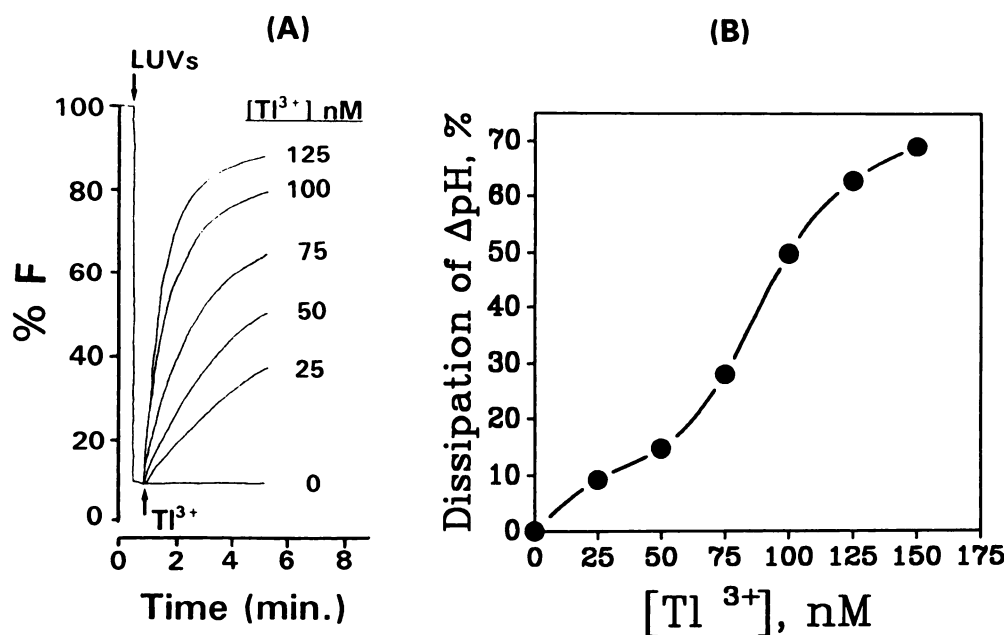 (A)
LUVs
[Tl³⁺] nM
100
80
60
40
20
0
% F
125
100
75
50
25
0
Tl³⁺
0 2 4 6 8
Time (min.)
(B)
Dissipation of ΔpH, %
70
60
50
40
30
20
10
0
0 25 50 75 100 125 150 175
[Tl ³⁺], nM